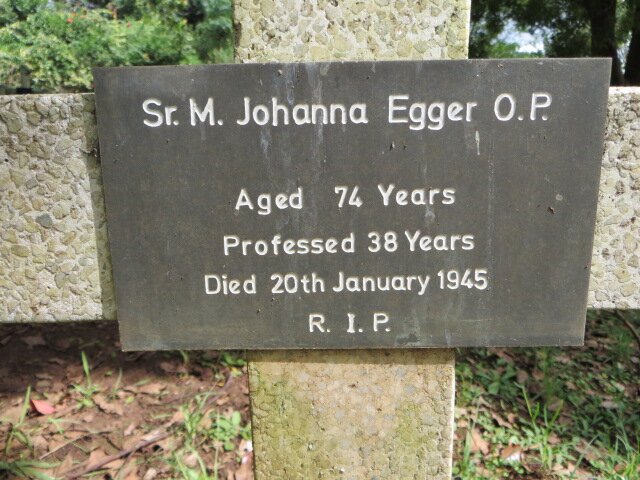 Sr. M. Johanna Egger O.P.
Aged 74 Years
Professed 38 Years
Died 20th January 1945
R. I. P.